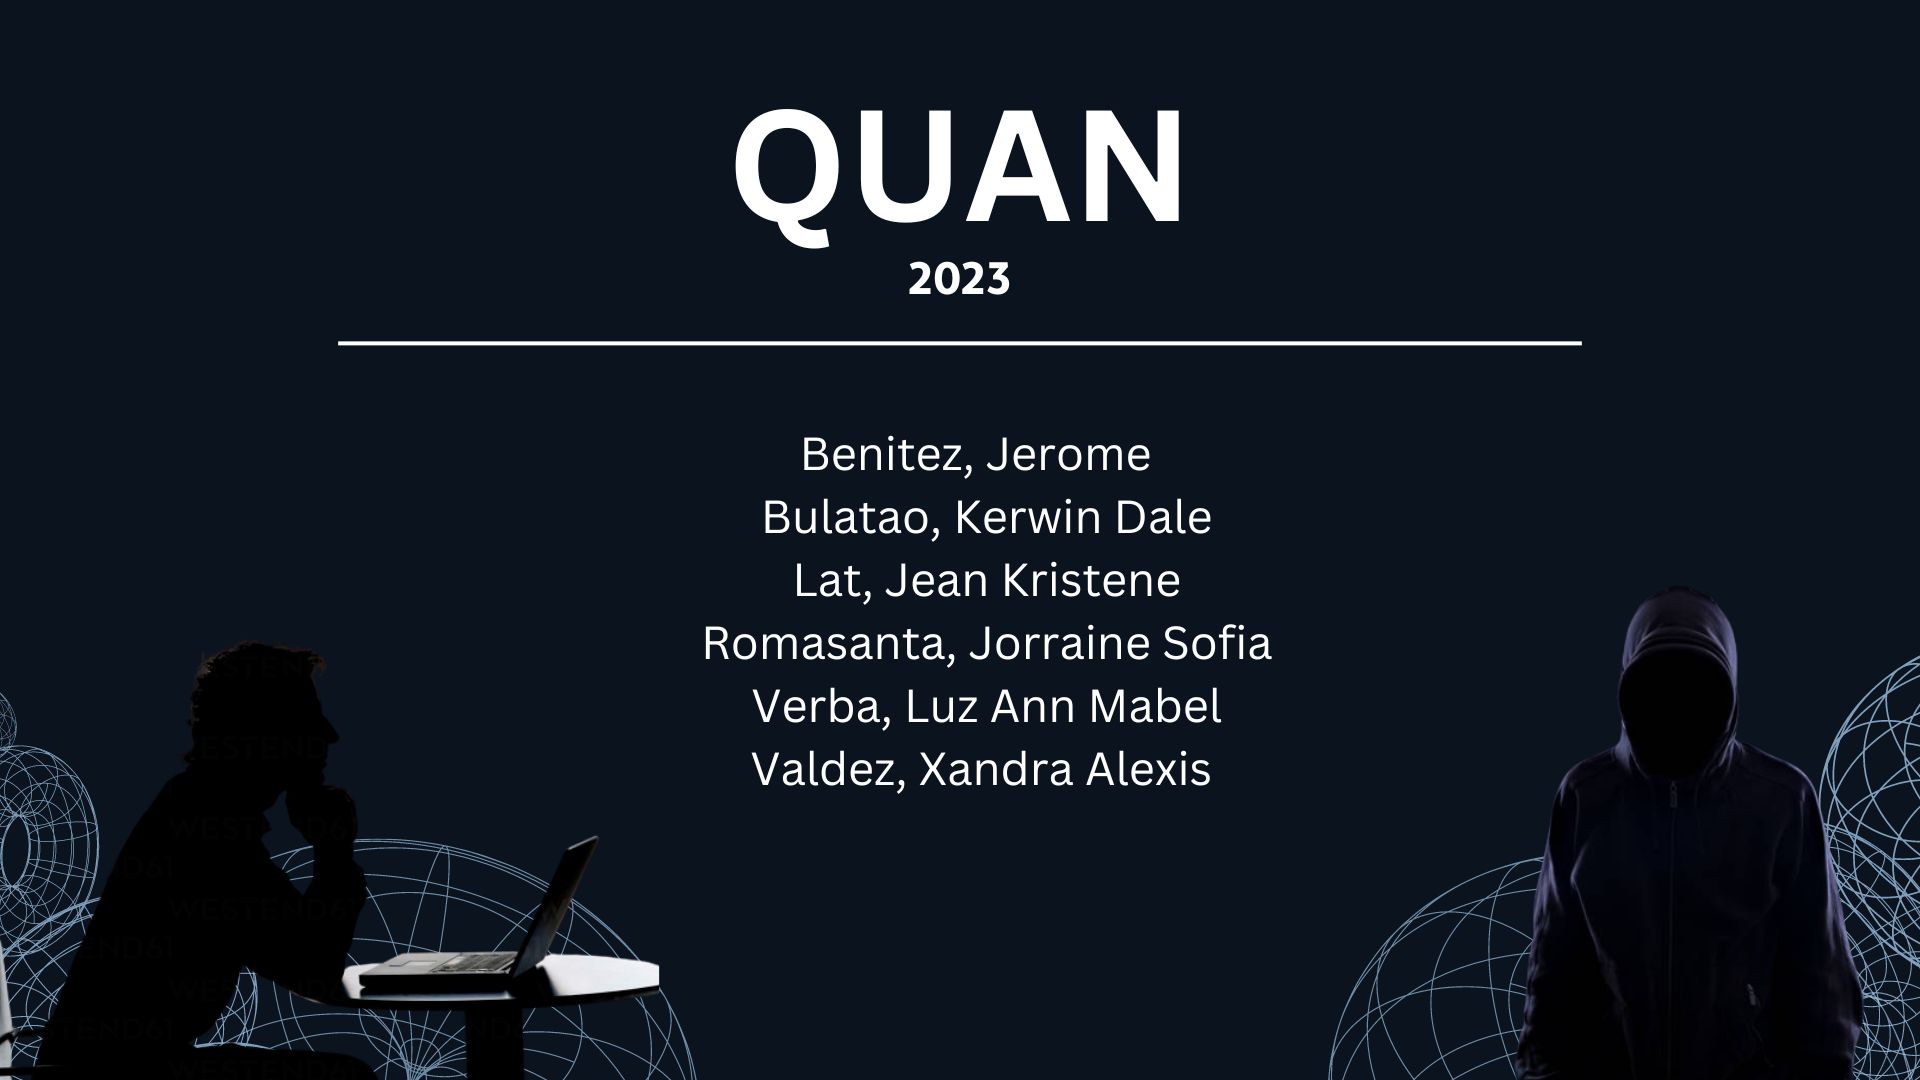 QUAN
2023
Benitez, Jerome
Bulatao, Kerwin Dale
Lat, Jean Kristene
Romasanta, Jorraine Sofia
Verba, Luz Ann Mabel
Valdez, Xandra Alexis
WESTEND61